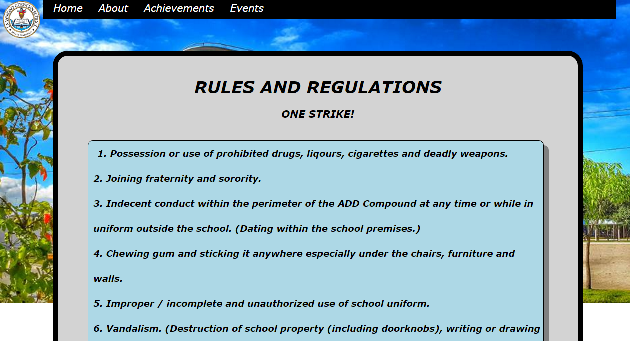 Home About Achievements Events
RULES AND REGULATIONS
ONE STRIKE!
1. Possession or use of prohibited drugs, liqours, cigarettes and deadly weapons.
2. Joining fraternity and sorority.
3. Indecent conduct within the perimeter of the ADD Compound at any time or while in
uniform outside the school. (Dating within the school premises.)
4. Chewing gum and sticking it anywhere especially under the chairs, furniture and
walls.
5. Improper / incomplete and unauthorized use of school uniform.
6. Vandalism. (Destruction of school property (including doorknobs), writing or drawing